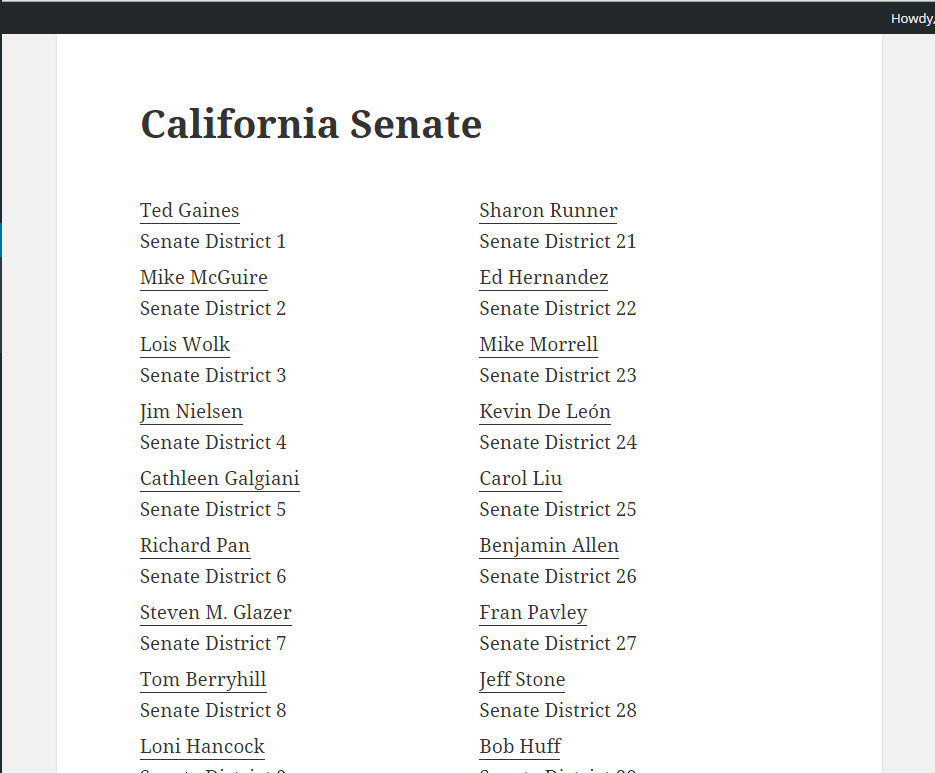 Howdy,
California Senate
Ted Gaines
Senate District 1
Mike McGuire
Senate District 2
Lois Wolk
Senate District 3
Jim Nielsen
Senate District 4
Cathleen Galgiani
Senate District 5
Richard Pan
Senate District 6
Steven M. Glazer
Senate District 7
Tom Berryhill
Senate District 8
Loni Hancock
Sharon Runner
Senate District 21
Ed Hernandez
Senate District 22
Mike Morrell
Senate District 23
Kevin De León
Senate District 24
Carol Liu
Senate District 25
Benjamin Allen
Senate District 26
Fran Pavley
Senate District 27
Jeff Stone
Senate District 28
Bob Huff